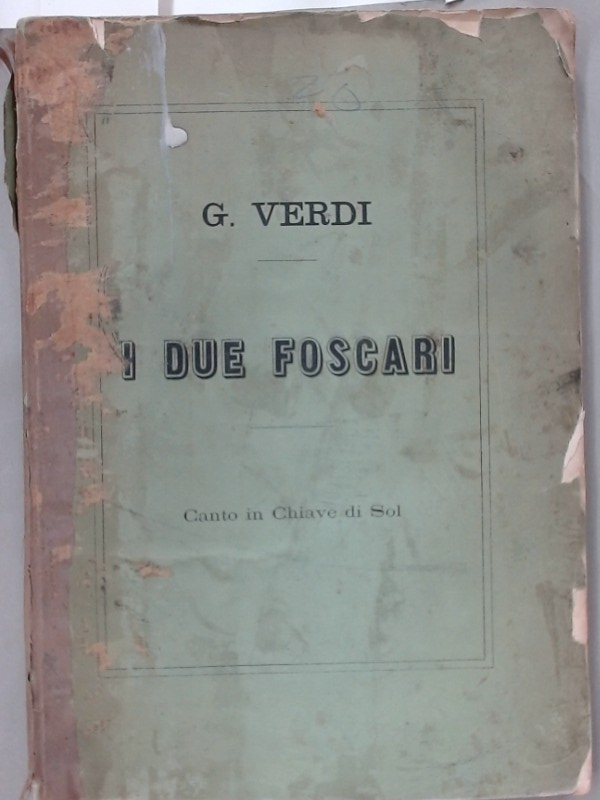 G. VERDI
I DUE FOSCARI
Canto in Chiave di Sol